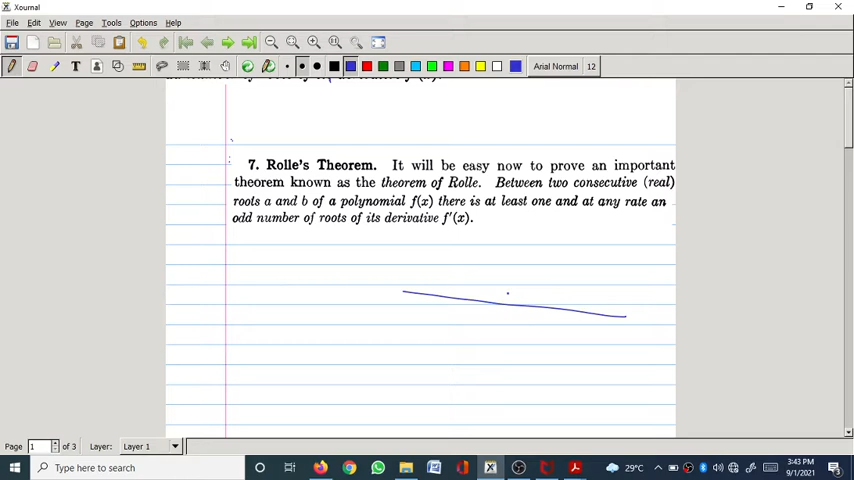 Xournal
File Edit View Page Tools Options Help
Arial Normal 12
7. Rolle's Theorem. It will be easy now to prove an important
theorem known as the theorem of Rolle. Between two consecutive (real)
roots a and b of a polynomial f(x) there is at least one and at any rate an
odd number of roots of its derivative f'(x).
Page 1 of 3 Layer: Layer 1
Type here to search
29°C
3:43 PM
9/1/2021